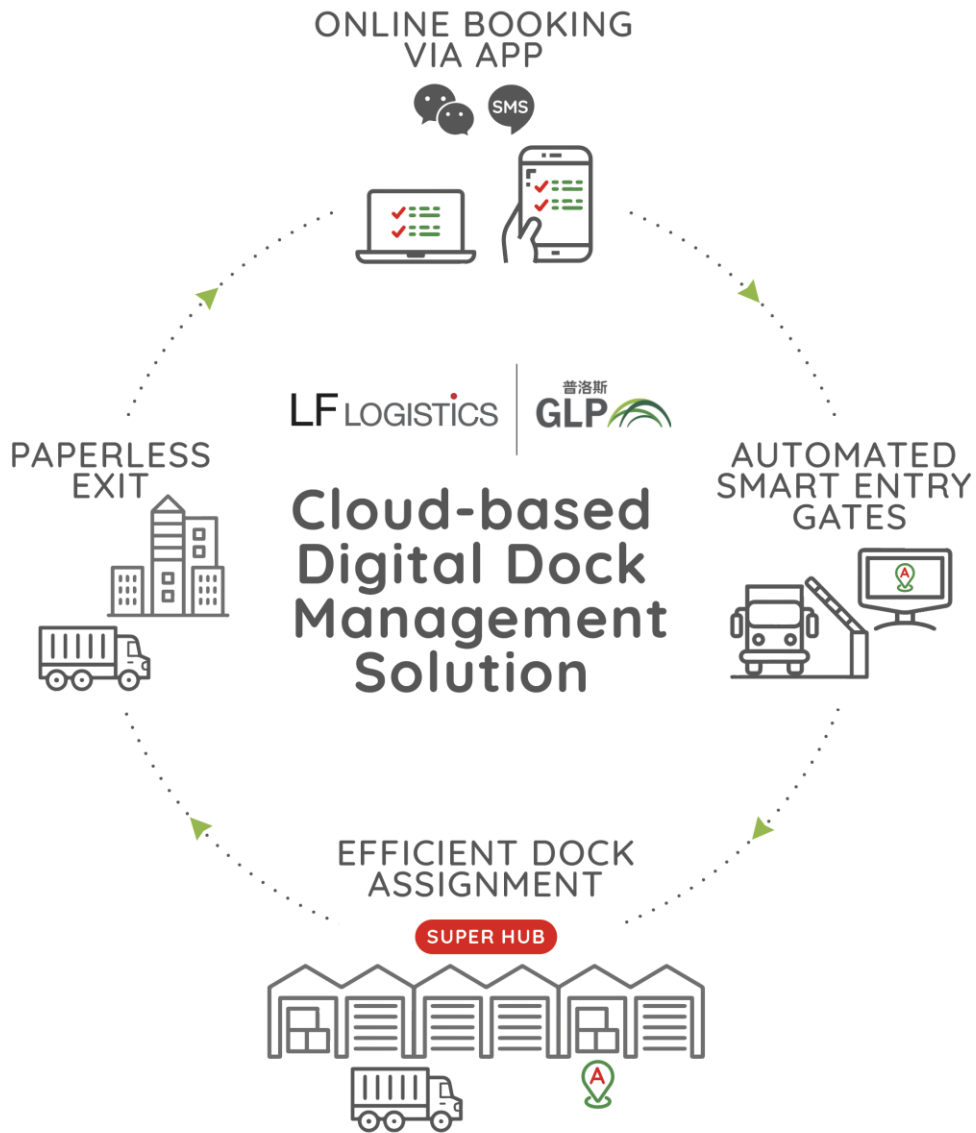 ONLINE BOOKING
VIA APP
SMS
LF LOGISTICS
普洛斯
GLP
PAPERLESS
EXIT
AUTOMATED
SMART ENTRY
GATES
A
Cloud-based
Digital Dock
Management
Solution
EFFICIENT DOCK
ASSIGNMENT
SUPER HUB
A